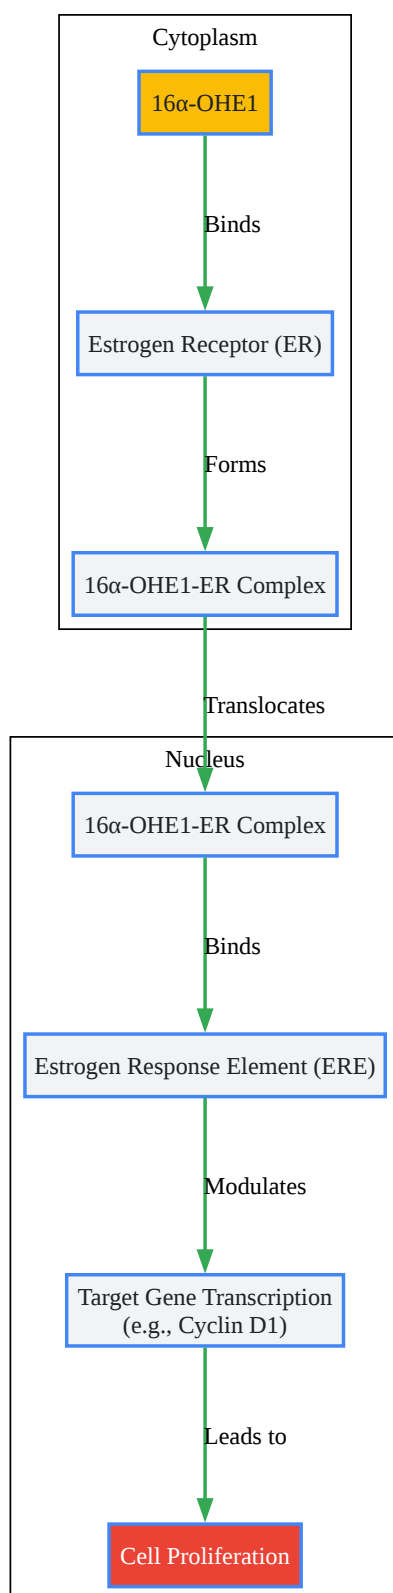 Cytoplasm
16α-OHE1
Binds
Estrogen Receptor (ER)
Forms
16α-OHE1-ER Complex
Translocates
Nucleus
16α-OHE1-ER Complex
Binds
Estrogen Response Element (ERE)
Modulates
Target Gene Transcription
(e.g., Cyclin D1)
Leads to
Cell Proliferation